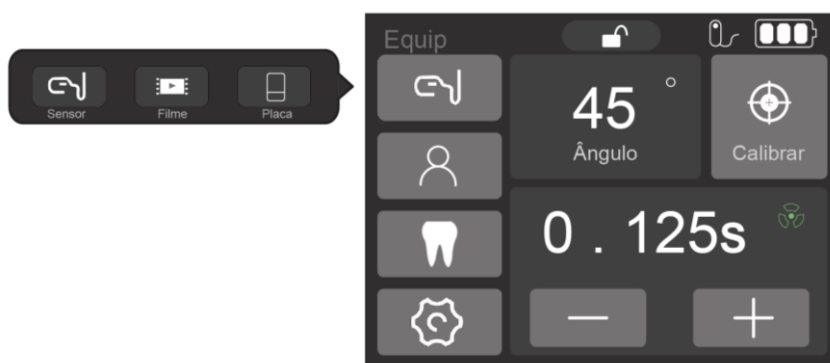 Equip
Sensor Filme Placa
45 °
Ângulo
Calibrar
0 . 125s